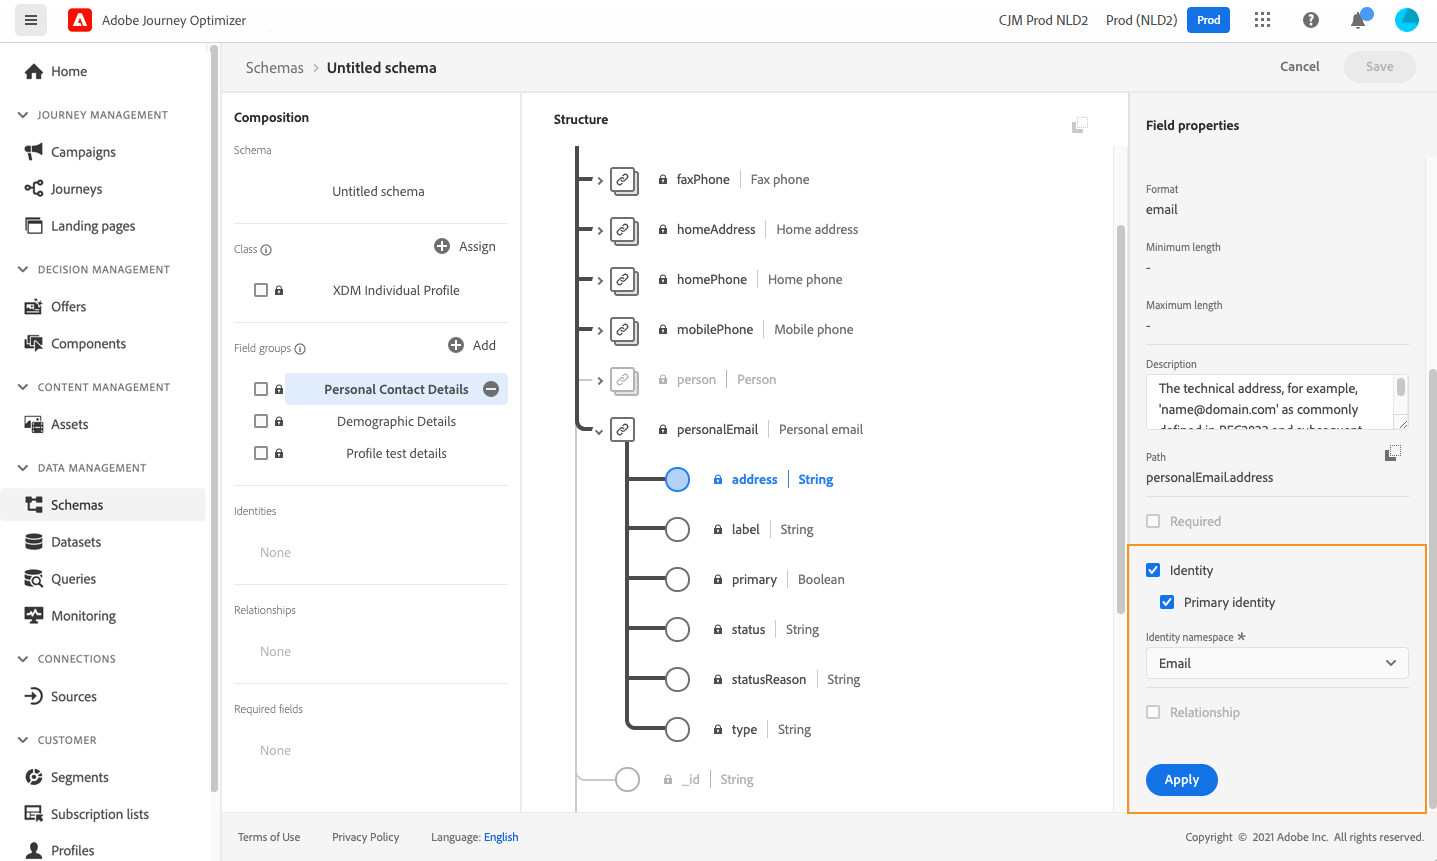 Adobe Journey Optimizer
CJM Prod NLD2
Prod (NLD2)
Prod
Home
JOURNEY MANAGEMENT
Campaigns
Journeys
Landing pages
DECISION MANAGEMENT
Offers
Components
CONTENT MANAGEMENT
Assets
DATA MANAGEMENT
Schemas
Datasets
Queries
Monitoring
CONNECTIONS
Sources
CUSTOMER
Segments
Subscription lists
Profiles
Schemas > Untitled schema
Cancel
Save
Composition
Schema
Untitled schema
Class
Assign
XDM Individual Profile
Field groups
Add
Personal Contact Details
Demographic Details
Profile test details
Identities
None
Relationships
None
Required fields
None
Structure
faxPhone | Fax phone
homeAddress | Home address
homePhone | Home phone
mobilePhone | Mobile phone
person | Person
personalEmail | Personal email
address | String
label | String
primary | Boolean
status | String
statusReason | String
type | String
_id | String
Field properties
Format
email
Minimum length
-
Maximum length
-
Description
The technical address, for example,
'name@domain.com' as commonly
defined in RFC2822 and subsequent
Path
personalEmail.address
Required
Identity
Primary identity
Identity namespace *
Email
Relationship
Apply
Terms of Use
Privacy Policy
Language: English
Copyright © 2021 Adobe Inc. All rights reserved.